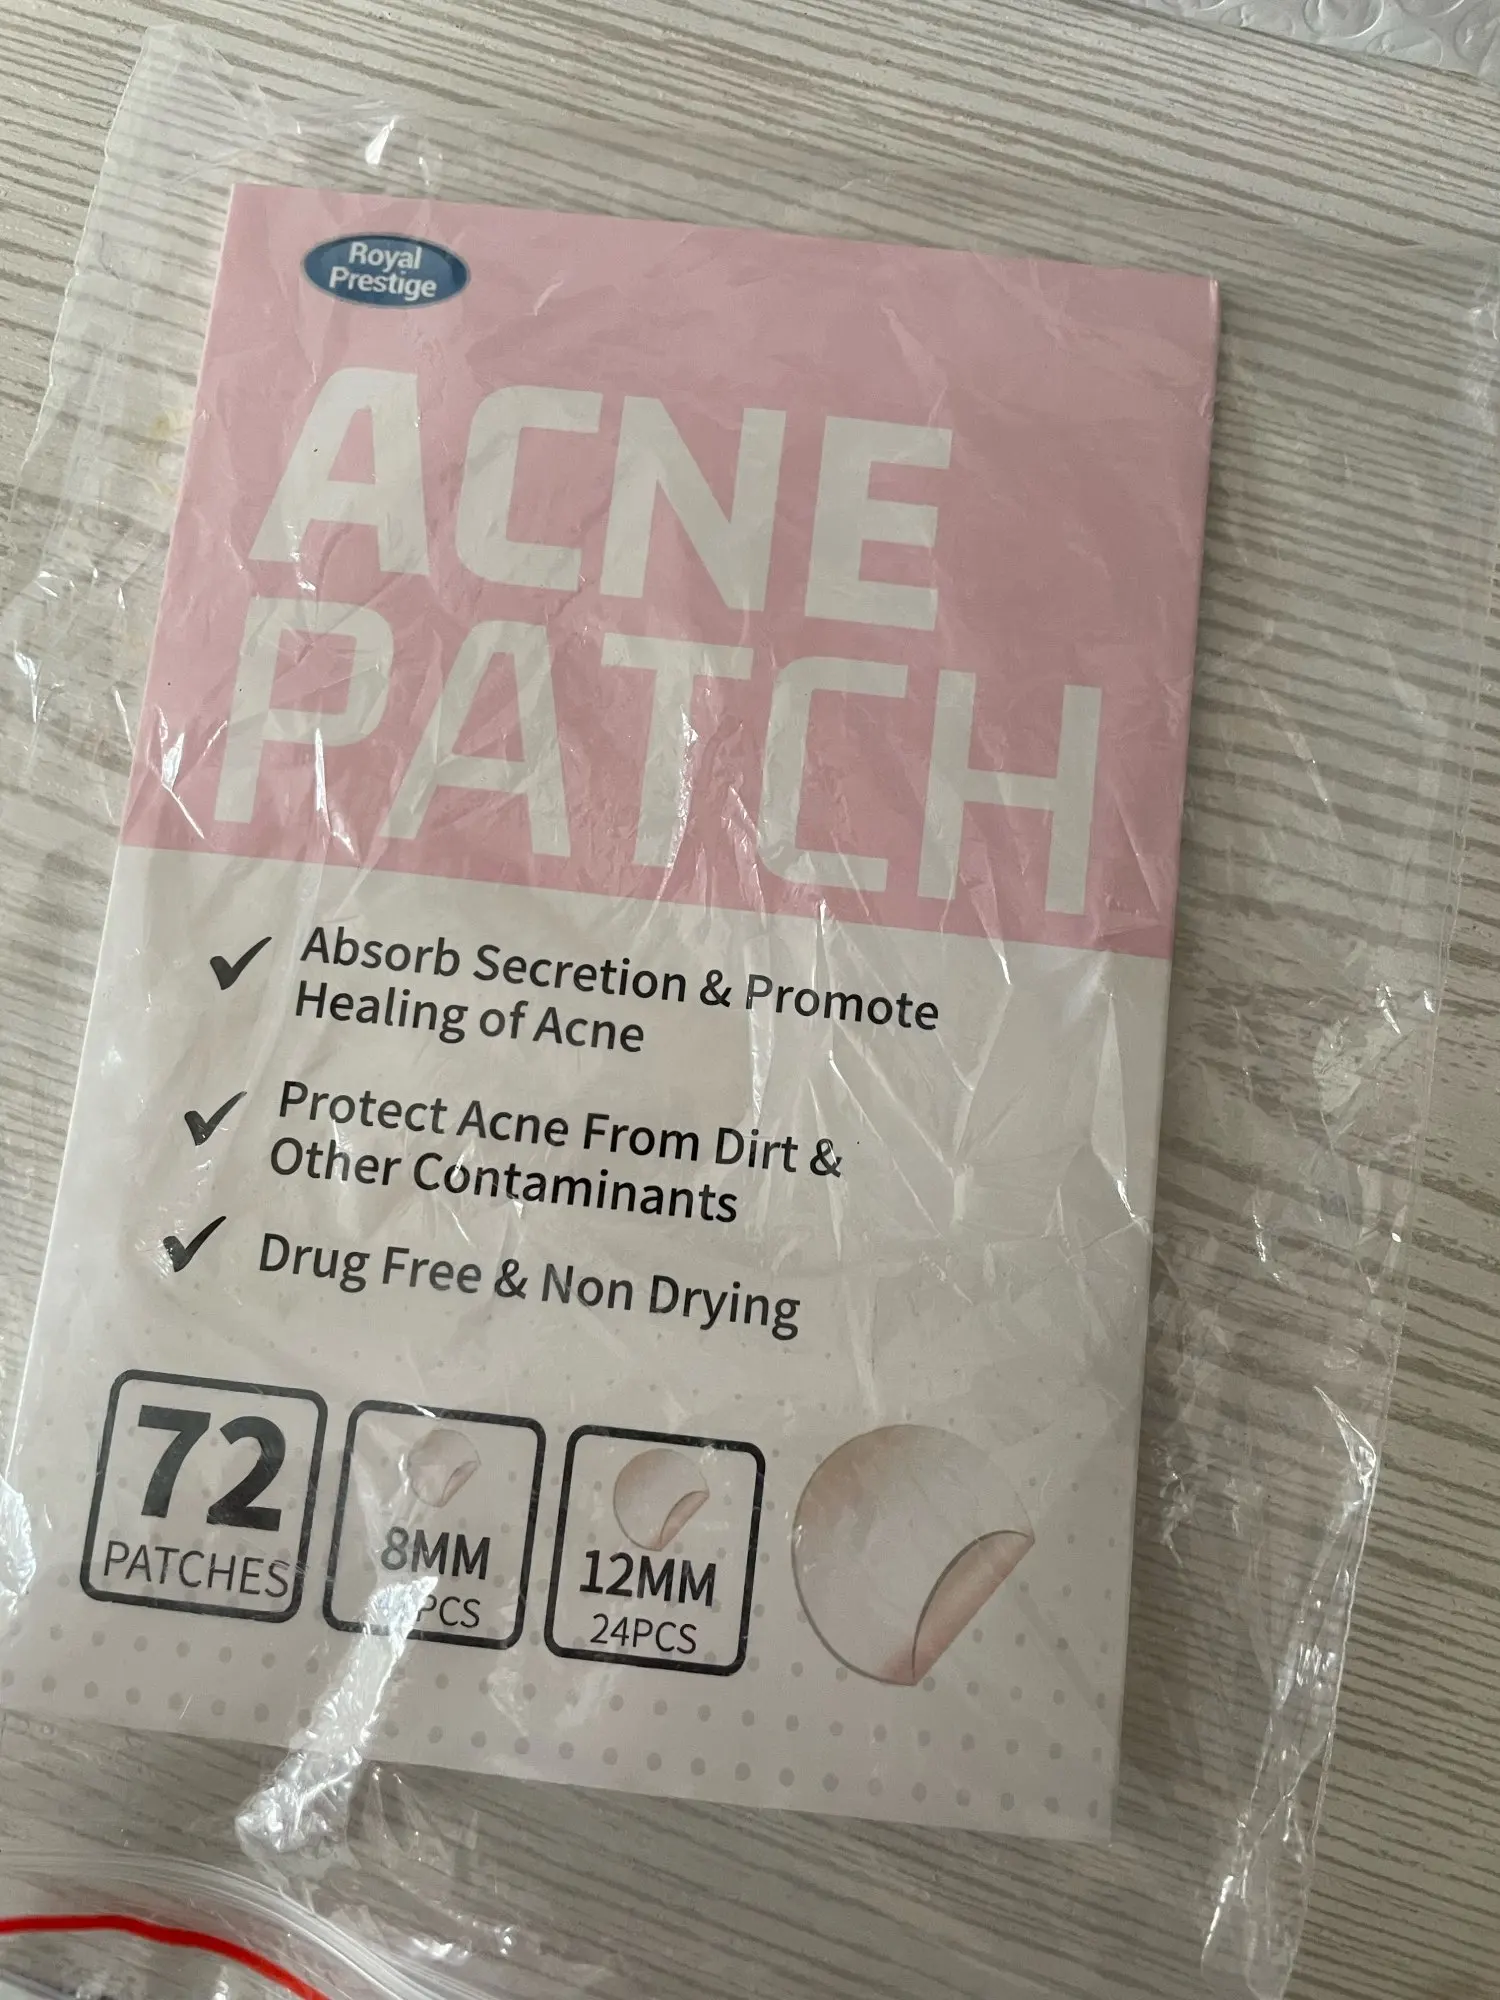 Royal
Prestige
ACNE
PATCH
Absorb Secretion & Promote
Healing of Acne
Protect Acne From Dirt &
Other Contaminants
Drug Free & Non Drying
72
PATCHES
8MM
PCS
12MM
24PCS